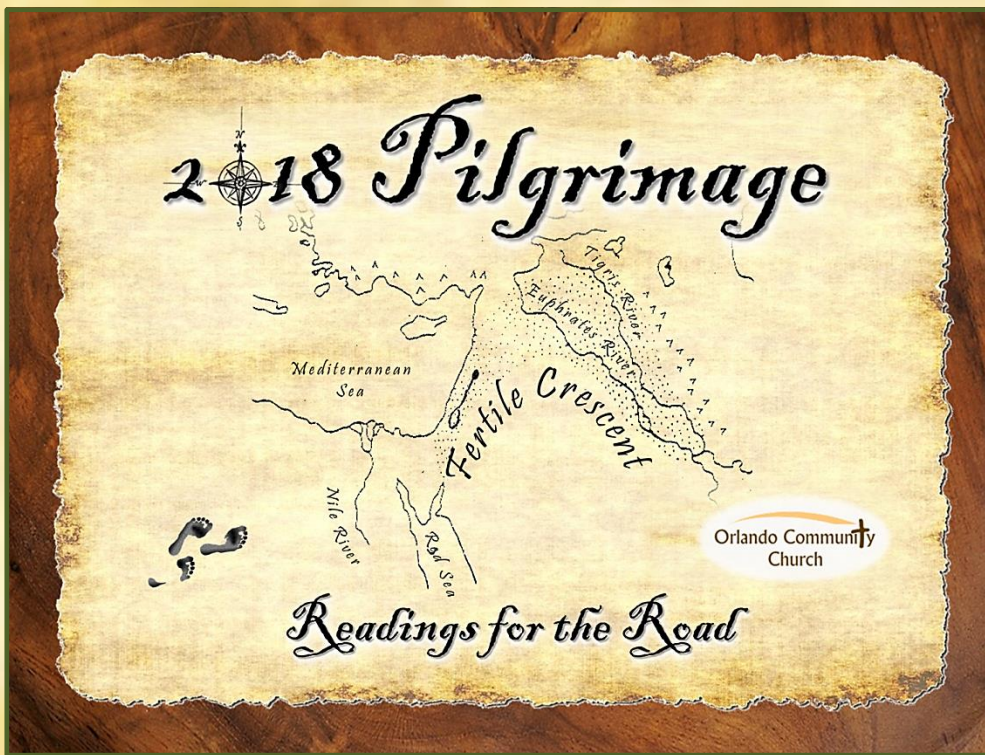 2018 Pilgrimage
N
W
S
Tigris River
Euphrates River
Mediterranean
Sea
Fertile Crescent
Nile River
Red Sea
Orlando Community
Church
Readings for the Road